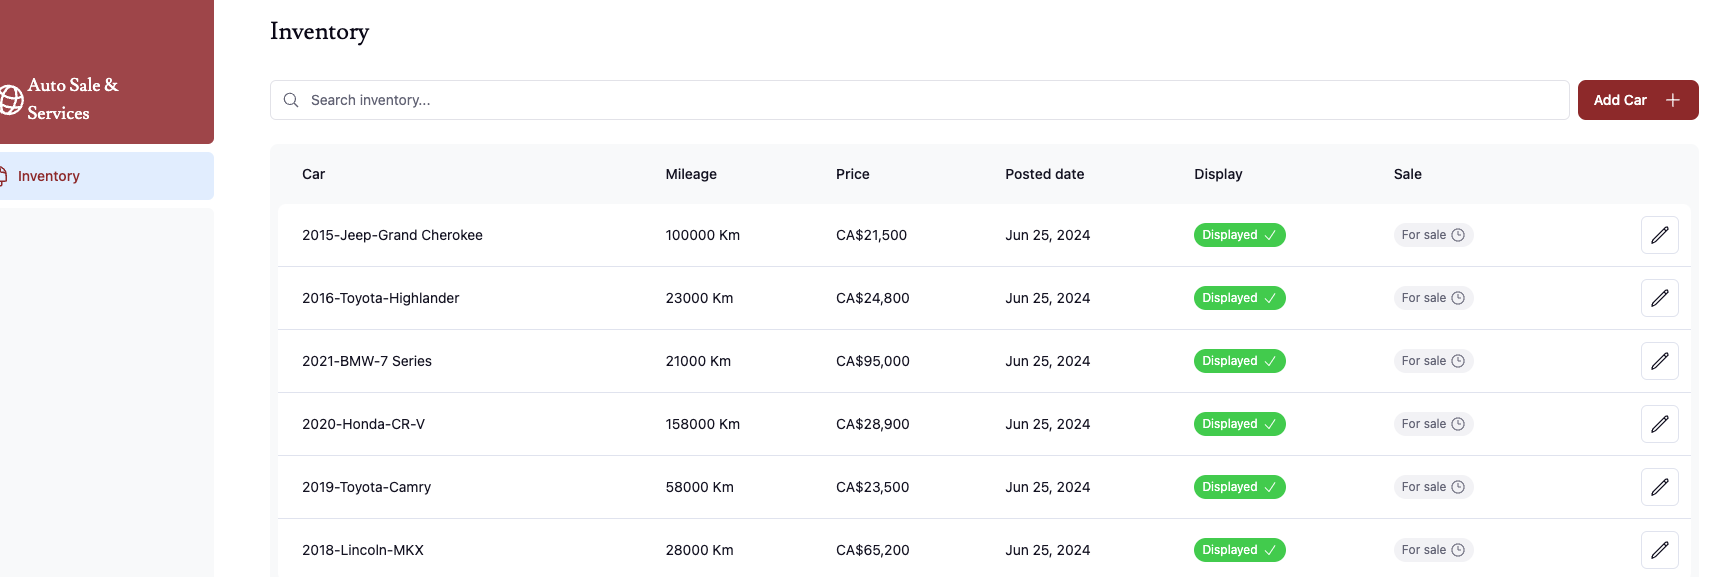 Inventory
Auto Sale &
Services
Search inventory...
Add Car
Inventory
Car Mileage Price Posted date Display Sale
2015-Jeep-Grand Cherokee 100000 Km CA$21,500 Jun 25, 2024 Displayed For sale
2016-Toyota-Highlander 23000 Km CA$24,800 Jun 25, 2024 Displayed For sale
2021-BMW-7 Series 21000 Km CA$95,000 Jun 25, 2024 Displayed For sale
2020-Honda-CR-V 158000 Km CA$28,900 Jun 25, 2024 Displayed For sale
2019-Toyota-Camry 58000 Km CA$23,500 Jun 25, 2024 Displayed For sale
2018-Lincoln-MKX 28000 Km CA$65,200 Jun 25, 2024 Displayed For sale